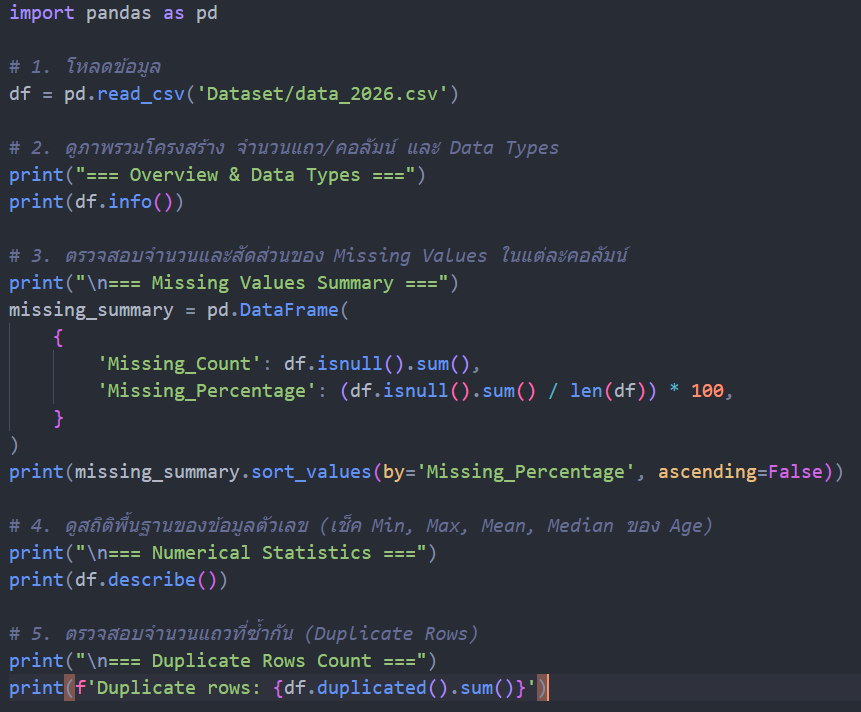 import pandas as pd
# 1. โหลดข้อมูล
df = pd.read_csv('Dataset/data_2026.csv')
# 2. ดูภาพรวมโครงสร้าง จำนวนแถว/คอลัมน์ และ Data Types
print("=== Overview & Data Types ===")
print(df.info())
# 3. ตรวจสอบจำนวนและสัดส่วนของ Missing Values ในแต่ละคอลัมน์
print("\n=== Missing Values Summary ===")
missing_summary = pd.DataFrame(
    {
        'Missing_Count': df.isnull().sum(),
        'Missing_Percentage': (df.isnull().sum() / len(df)) * 100,
    }
)
print(missing_summary.sort_values(by='Missing_Percentage', ascending=False))
# 4. ดูสถิติพื้นฐานของข้อมูลตัวเลข (เช็ค Min, Max, Mean, Median ของ Age)
print("\n=== Numerical Statistics ===")
print(df.describe())
# 5. ตรวจสอบจำนวนแถวที่ซ้ำกัน (Duplicate Rows)
print("\n=== Duplicate Rows Count ===")
print(f'Duplicate rows: {df.duplicated().sum()}')